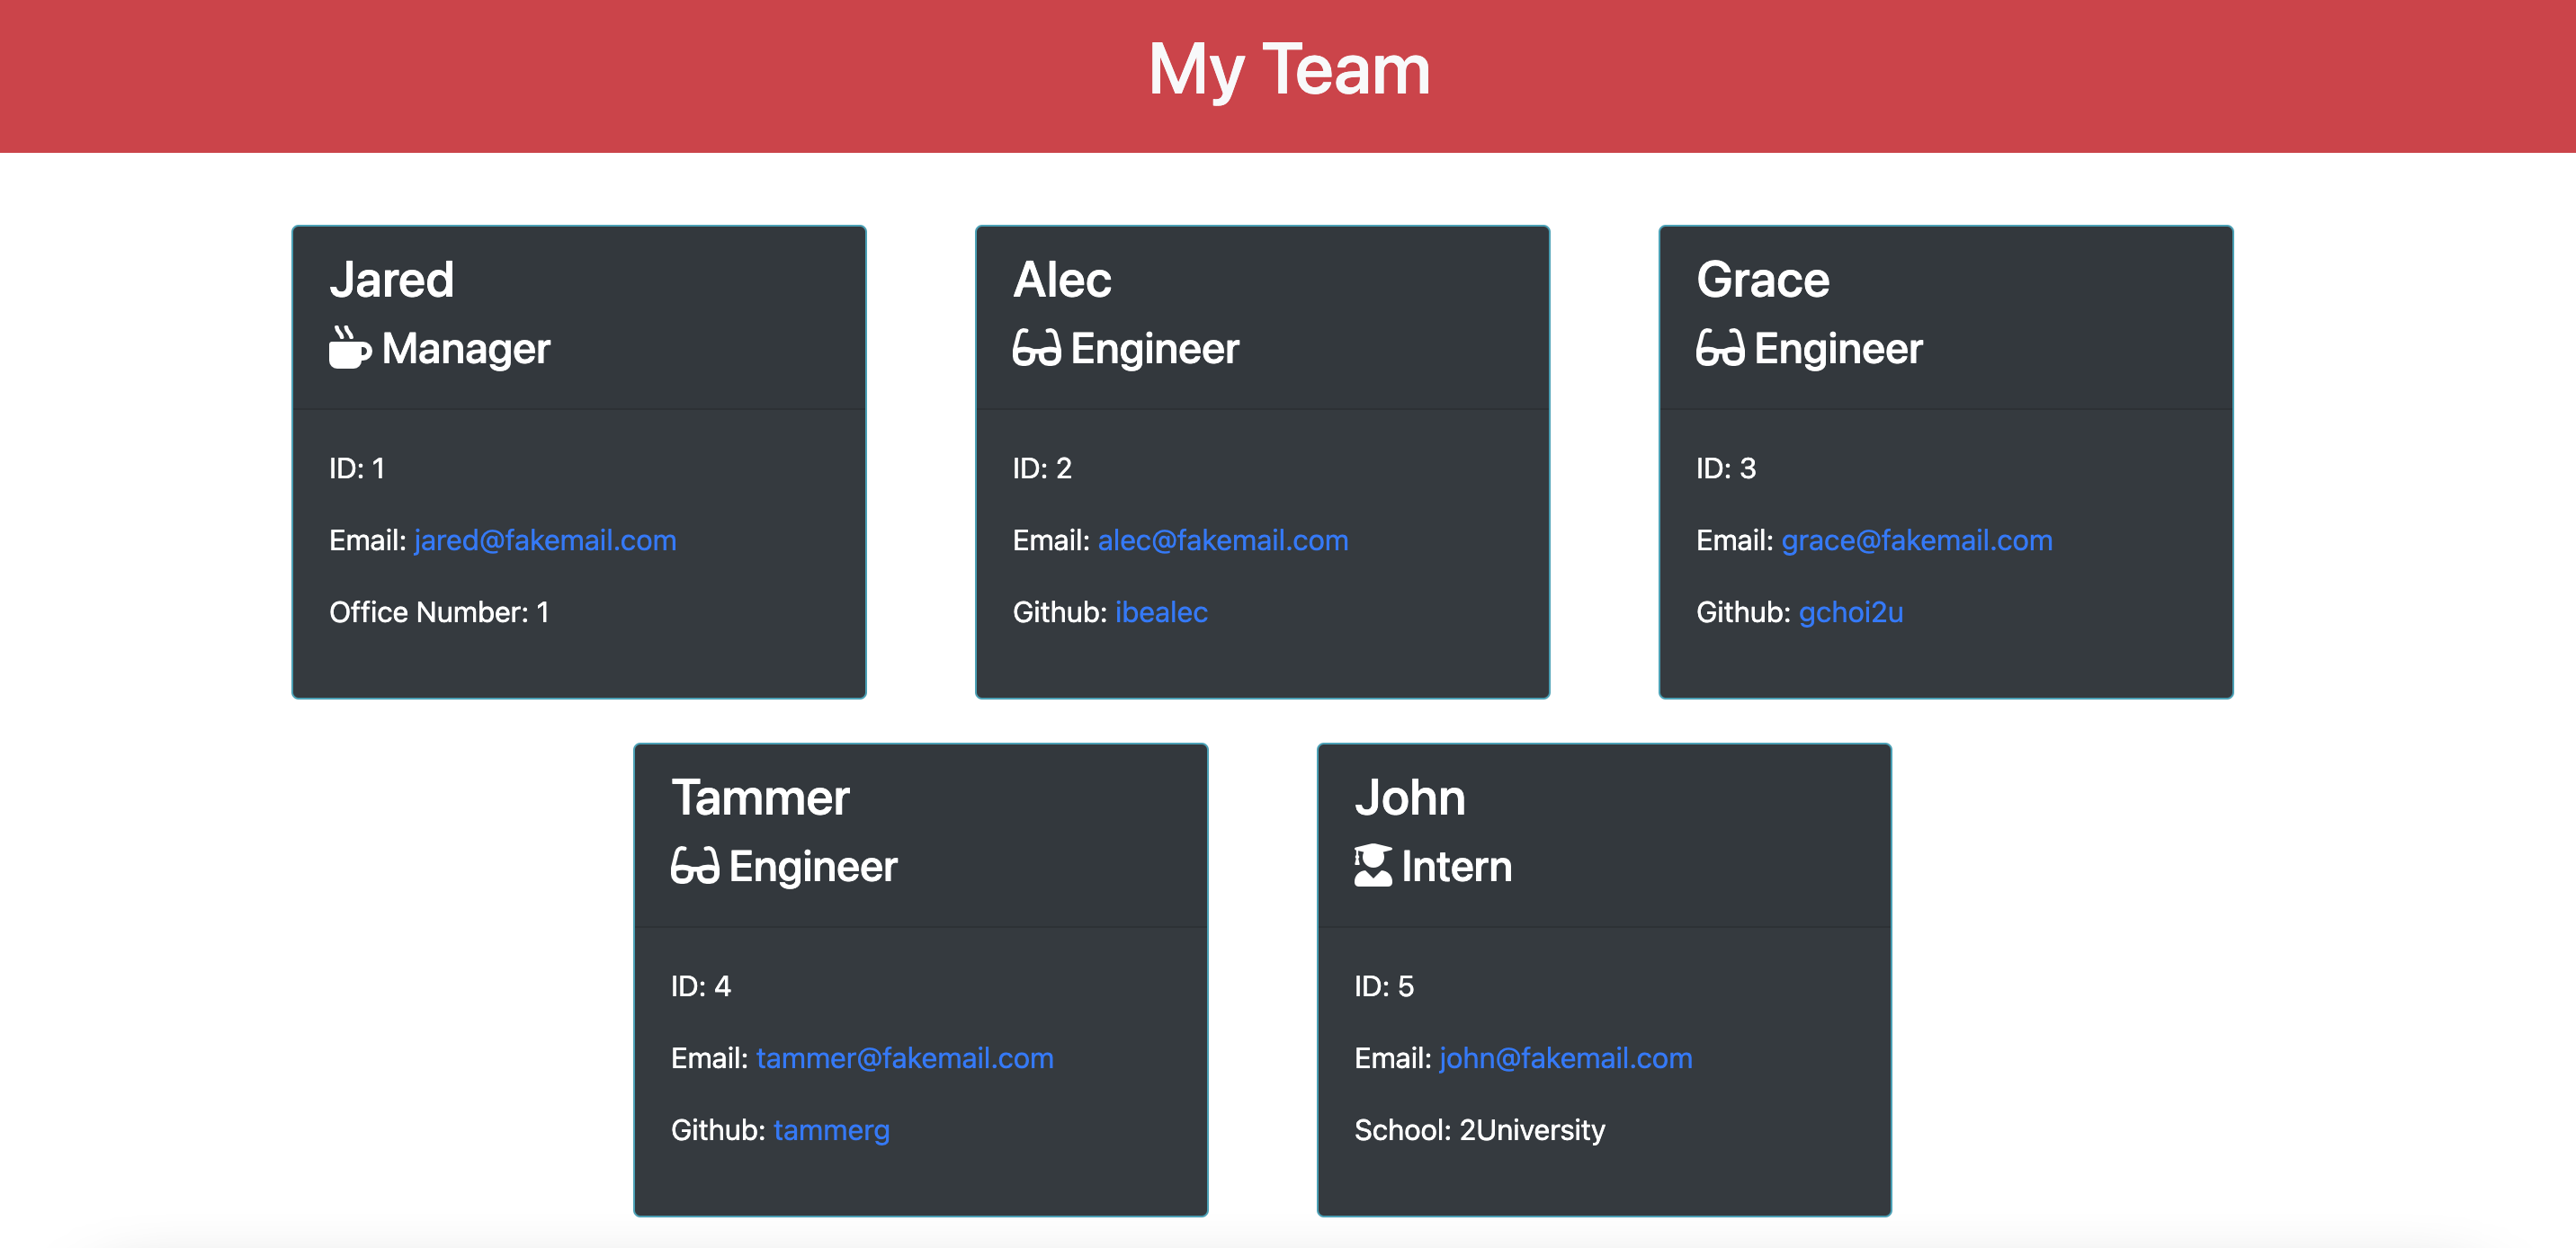 My Team
Jared
Manager
ID: 1
Email: jared@fakemail.com
Office Number: 1
Alec
Engineer
ID: 2
Email: alec@fakemail.com
Github: ibealec
Grace
Engineer
ID: 3
Email: grace@fakemail.com
Github: gchoi2u
Tammer
Engineer
ID: 4
Email: tammer@fakemail.com
Github: tammerg
John
Intern
ID: 5
Email: john@fakemail.com
School: 2University